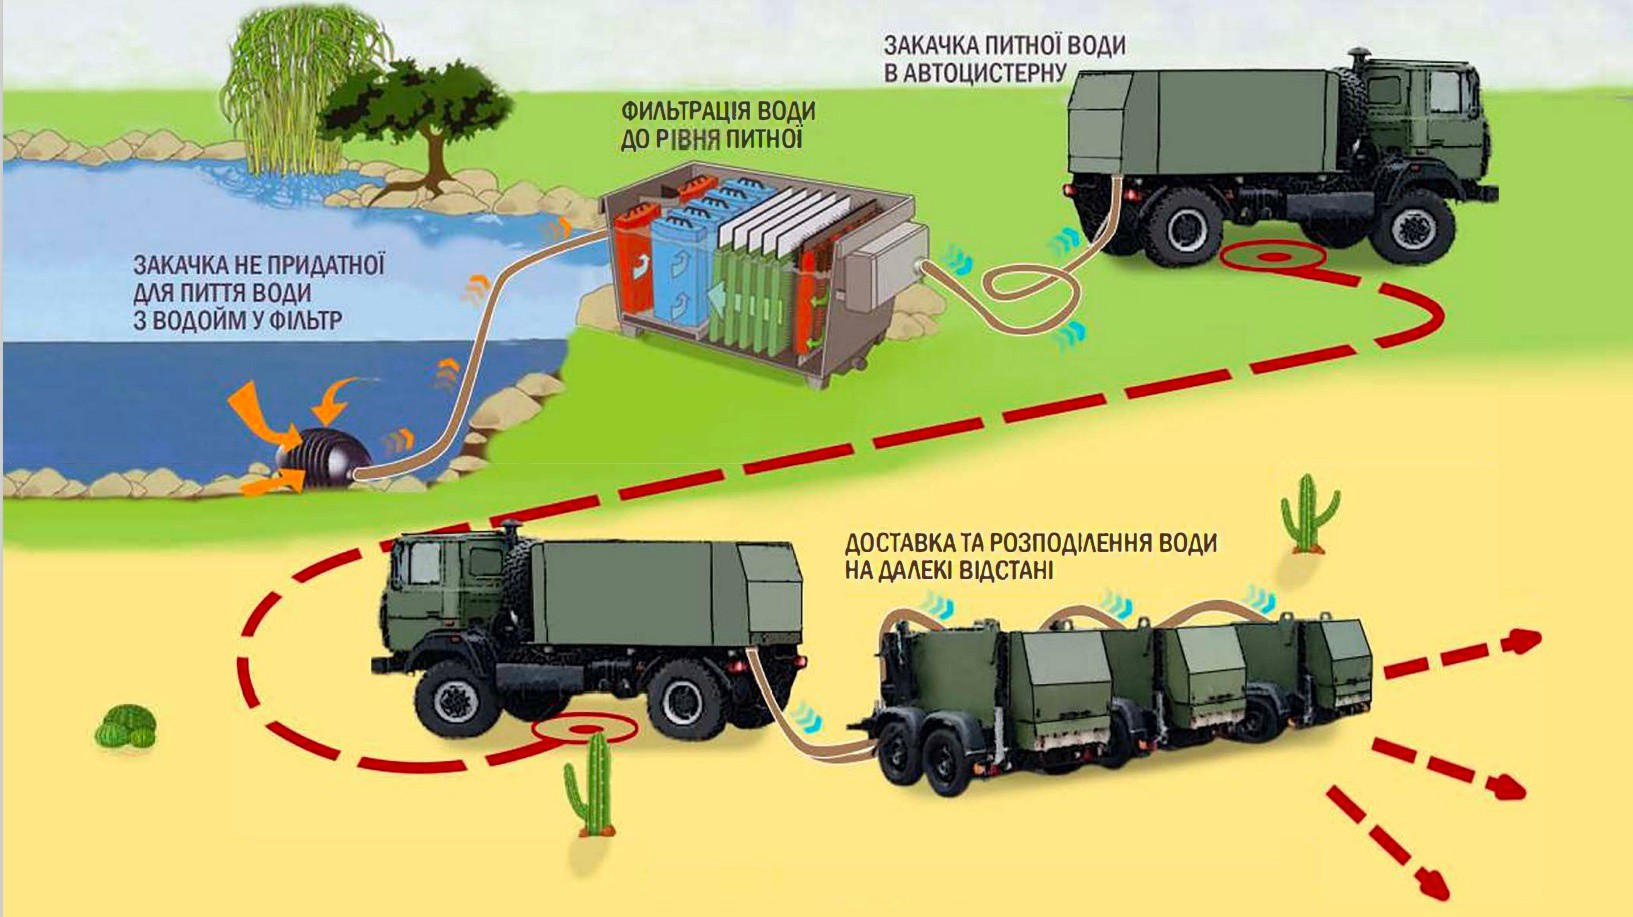 ЗАКАЧКА ПИТНОЇ ВОДИ
В АВТОЦИСТЕРНУ
ФИЛЬТРАЦІЯ ВОДИ
ДО РІВНЯ ПИТНОЇ
ЗАКАЧКА НЕ ПРИДАТНОЇ
ДЛЯ ПИТТЯ ВОДИ
З ВОДОЙМ У ФІЛЬТР
ДОСТАВКА ТА РОЗПОДІЛЕННЯ ВОДИ
НА ДАЛЕКІ ВІДСТАНІ